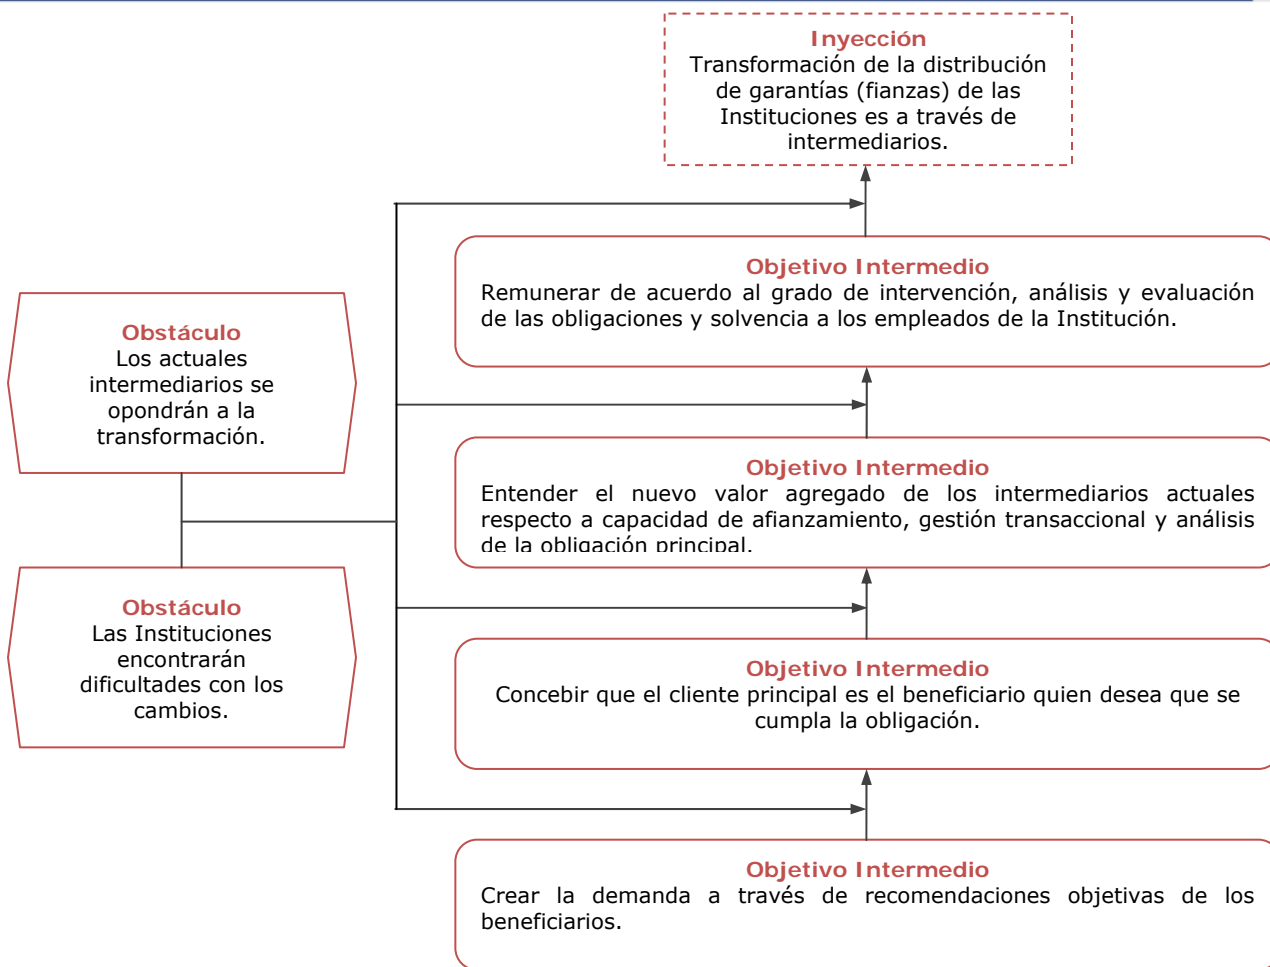 Inyección
Transformación de la distribución
de garantías (fianzas) de las
Instituciones es a través de
intermediarios.
Objetivo Intermedio
Remunerar de acuerdo al grado de intervención, análisis y evaluación
de las obligaciones y solvencia a los empleados de la Institución.
Obstáculo
Los actuales
intermediarios se
opondrán a la
transformación.
Objetivo Intermedio
Entender el nuevo valor agregado de los intermediarios actuales
respecto a capacidad de afianzamiento, gestión transaccional y análisis
de la obligación principal.
Obstáculo
Las Instituciones
encontrarán
dificultades con los
cambios.
Objetivo Intermedio
Concebir que el cliente principal es el beneficiario quien desea que se
cumpla la obligación.
Objetivo Intermedio
Crear la demanda a través de recomendaciones objetivas de los
beneficiarios.